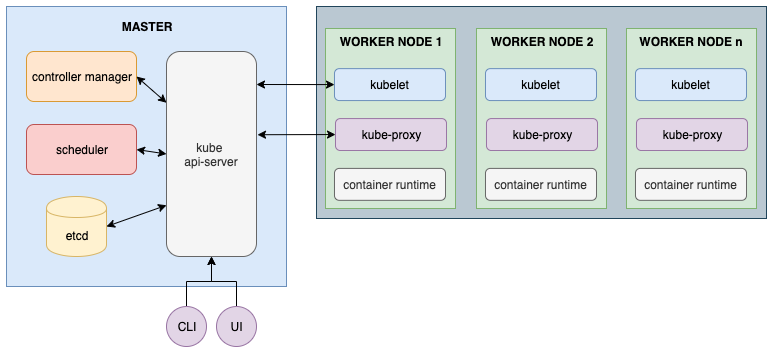 MASTER
controller manager
scheduler
etcd
kube
api-server
CLI
UI
WORKER NODE 1
kubelet
kube-proxy
container runtime
WORKER NODE 2
kubelet
kube-proxy
container runtime
WORKER NODE n
kubelet
kube-proxy
container runtime